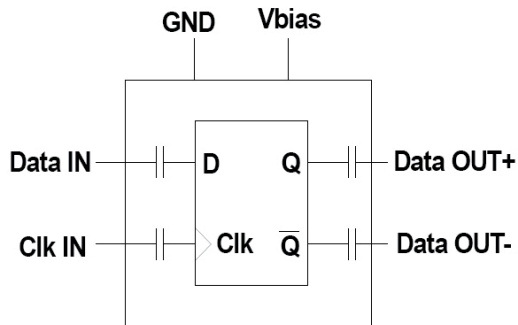 GND Vbias
Data IN D Q Data OUT+
Clk IN Clk Q̅ Data OUT-